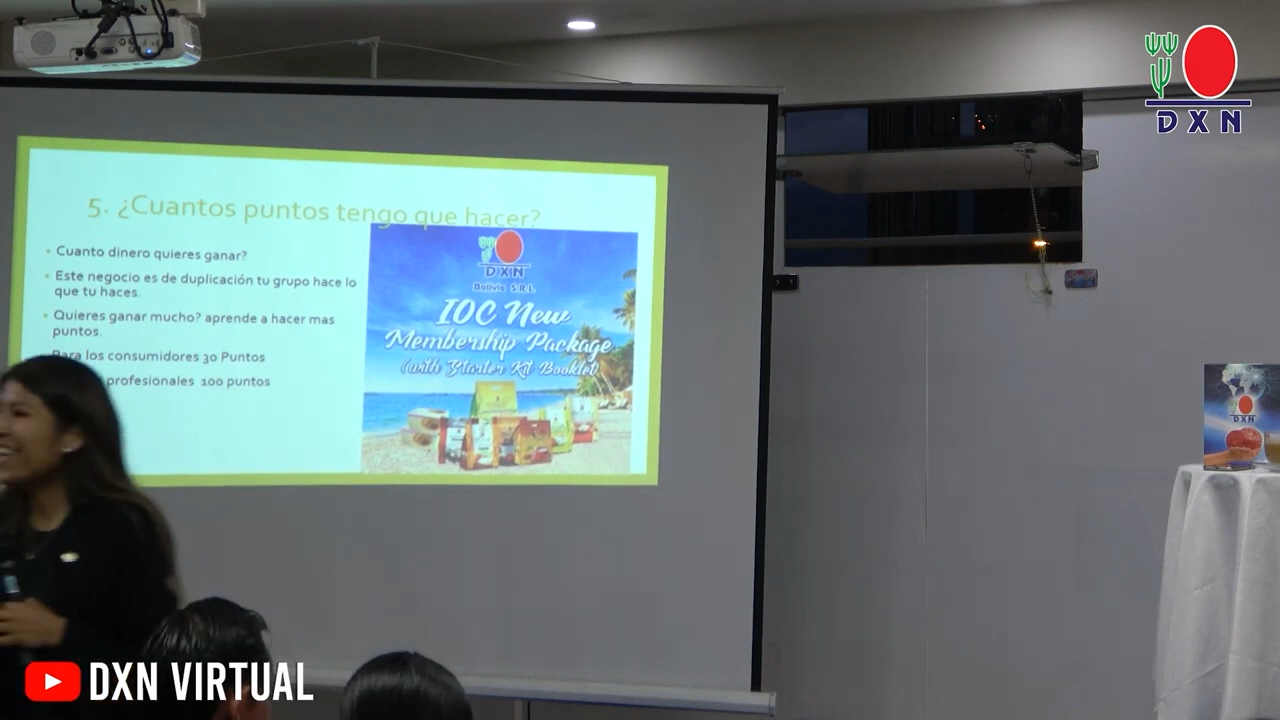 DXN
5. ¿Cuantos puntos tengo que hacer?
Cuanto dinero quieres ganar?
Este negocio es de duplicación tu grupo hace lo
que tu haces.
Quieres ganar mucho? aprende a hacer mas
puntos.
Para los consumidores 30 Puntos
profesionales 100 puntos
DXN
Bolivia S.R.L.
IOC New
Membership Package
(with Starter Kit Booklet)
DXN
DXN VIRTUAL